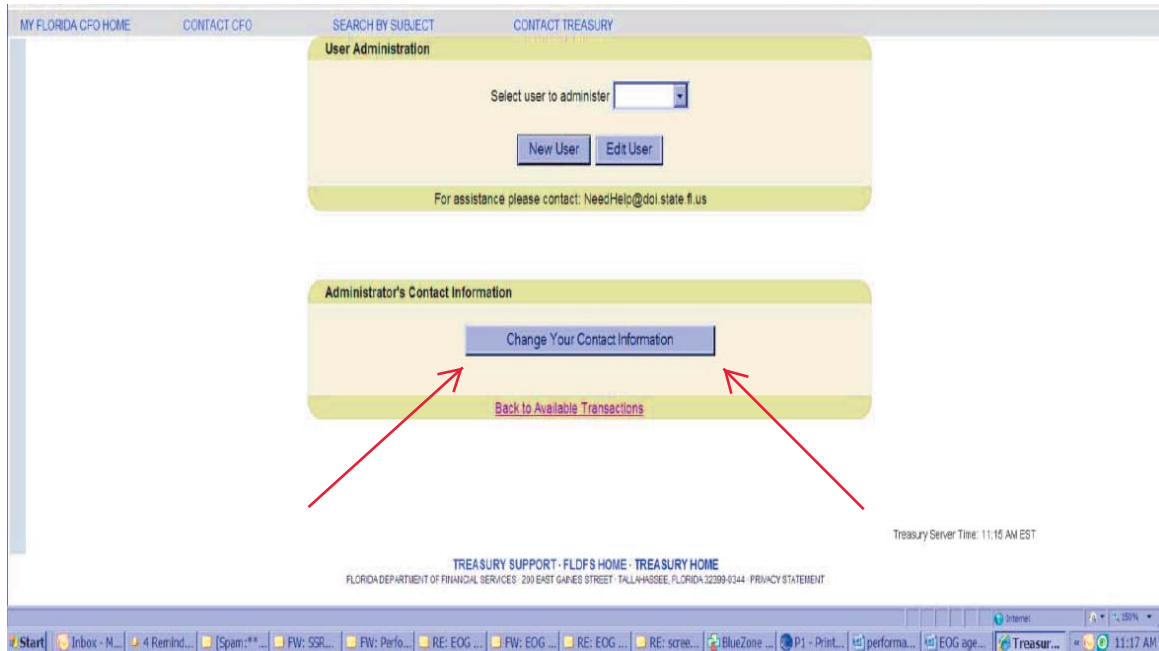 MY FLORIDA CFO HOME CONTACT CFO SEARCH BY SUBJECT CONTACT TREASURY
User Administration
Select user to administer
New User Edit User
For assistance please contact: NeedHelp@doi.state.fl.us
Administrator's Contact Information
Change Your Contact Information
Back to Available Transactions
Treasury Server Time: 11:15 AM EST
TREASURY SUPPORT - FLDFS HOME - TREASURY HOME
FLORIDA DEPARTMENT OF FINANCIAL SERVICES · 200 EAST GAINES STREET · TALLAHASSEE, FLORIDA 32399-0344 · PRIVACY STATEMENT
Internet 150%
Start Inbox - M... 4 Remind... [Spam:**... FW: SSR... FW: Perfo... RE: EOG ... FW: EOG ... RE: EOG ... RE: scree... BlueZone ... P1 - Print... performa... EOG age... Treasur... « 11:17 AM